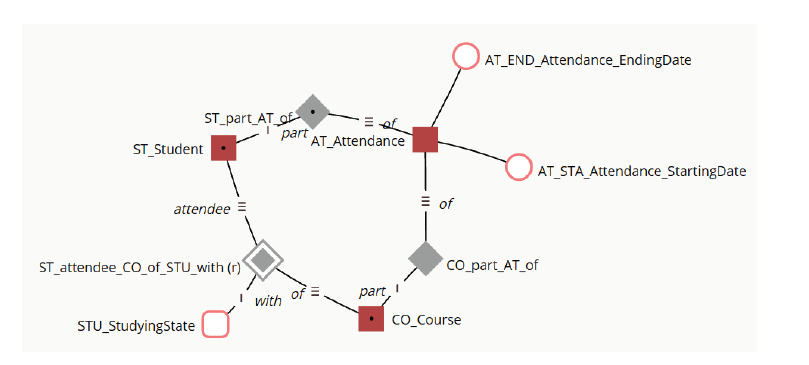 AT_END_Attendance_EndingDate
ST_part_AT_of
of
part
AT_Attendance
ST_Student
AT_STA_Attendance_StartingDate
attendee
of
ST_attendee_CO_of_STU_with (r)
CO_part_AT_of
with
of
part
STU_StudyingState
CO_Course